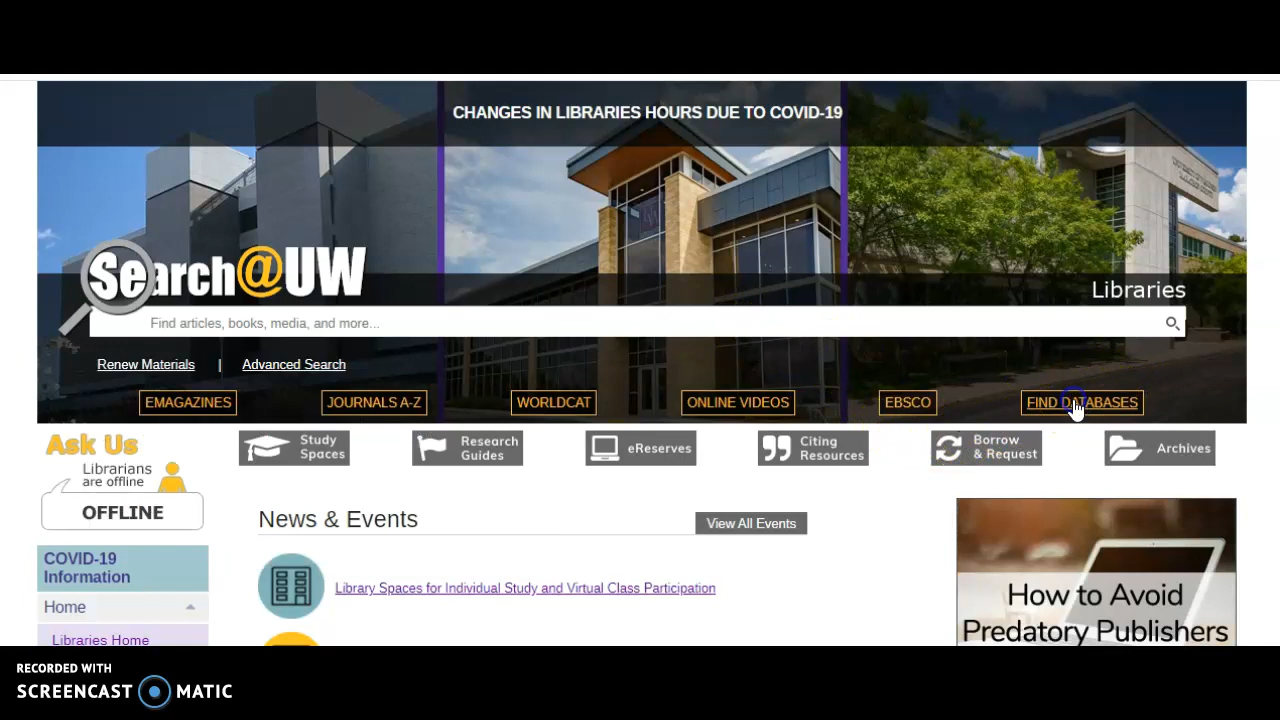 CHANGES IN LIBRARIES HOURS DUE TO COVID-19
Search@UW
Libraries
Find articles, books, media, and more...
Renew Materials | Advanced Search
EMAGAZINES
JOURNALS A-Z
WORLDCAT
ONLINE VIDEOS
EBSCO
FIND DATABASES
Ask Us
Librarians
are offline
OFFLINE
Study
Spaces
Research
Guides
eReserves
Citing
Resources
Borrow
& Request
Archives
News & Events
View All Events
COVID-19
Information
Home
Libraries Home
Library Spaces for Individual Study and Virtual Class Participation
How to Avoid
Predatory Publishers
RECORDED WITH
SCREENCAST MATIC